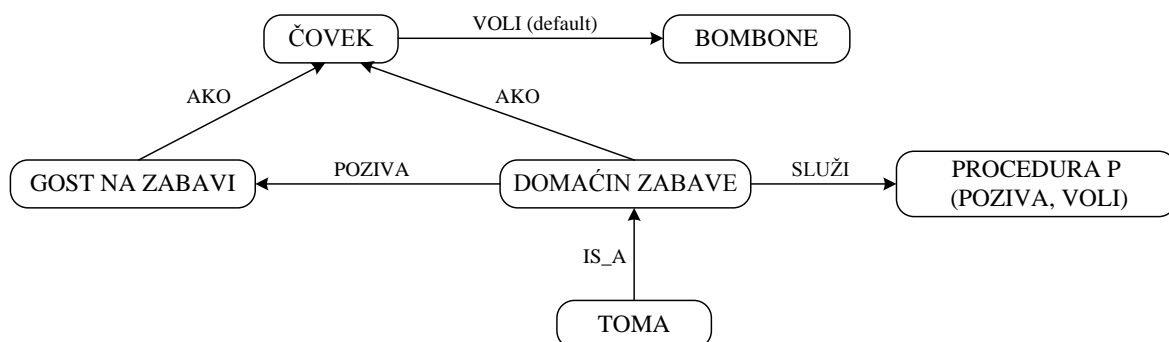 VOLI (default)
ČOVEK
BOMBONE
AKO
AKO
GOST NA ZABAVI
POZIVA
DOMAĆIN ZABAVE
SLUŽI
PROCEDURA P
(POZIVA, VOLI)
IS_A
TOMA